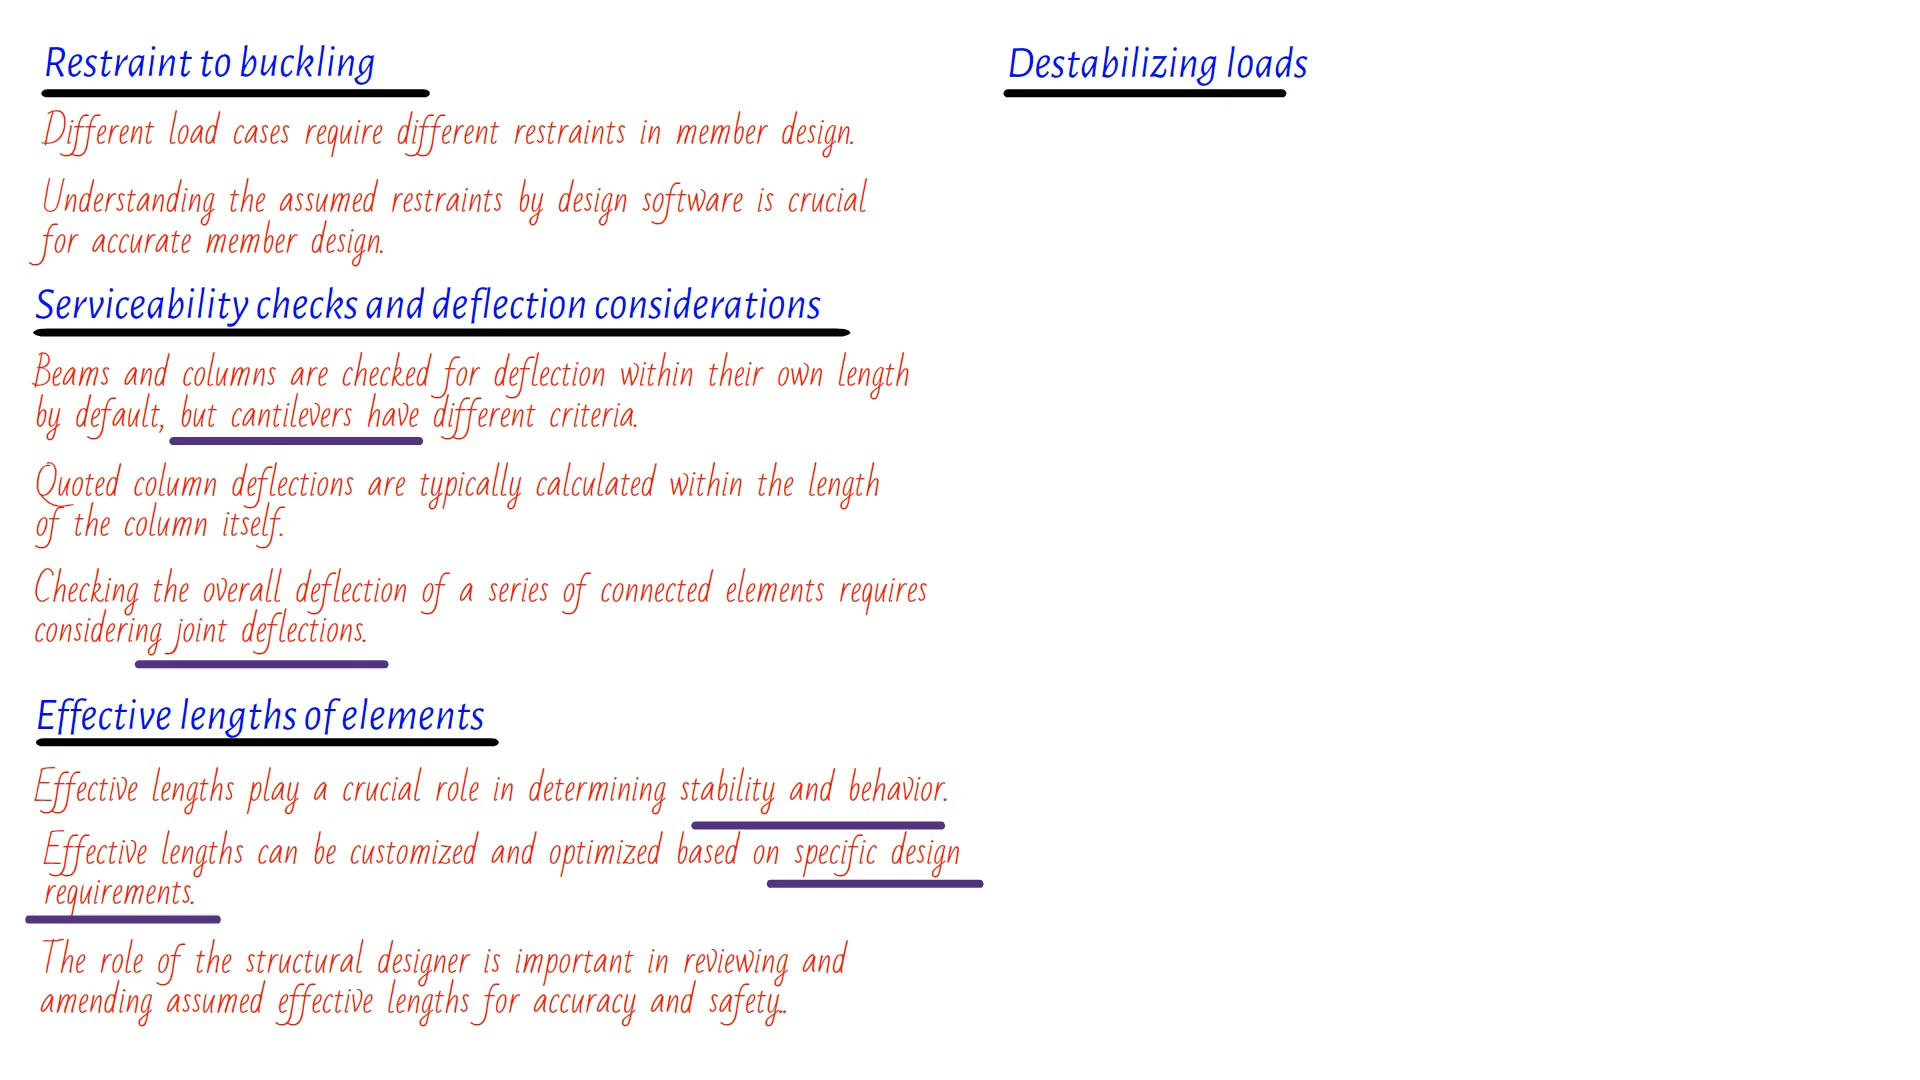 Restraint to buckling
Different load cases require different restraints in member design.
Understanding the assumed restraints by design software is crucial
for accurate member design.
Serviceability checks and deflection considerations
Beams and columns are checked for deflection within their own length
by default, but cantilevers have different criteria.
Quoted column deflections are typically calculated within the length
of the column itself.
Checking the overall deflection of a series of connected elements requires
considering joint deflections.
Effective lengths of elements
Effective lengths play a crucial role in determining stability and behavior.
Effective lengths can be customized and optimized based on specific design
requirements.
The role of the structural designer is important in reviewing and
amending assumed effective lengths for accuracy and safety..
Destabilizing loads